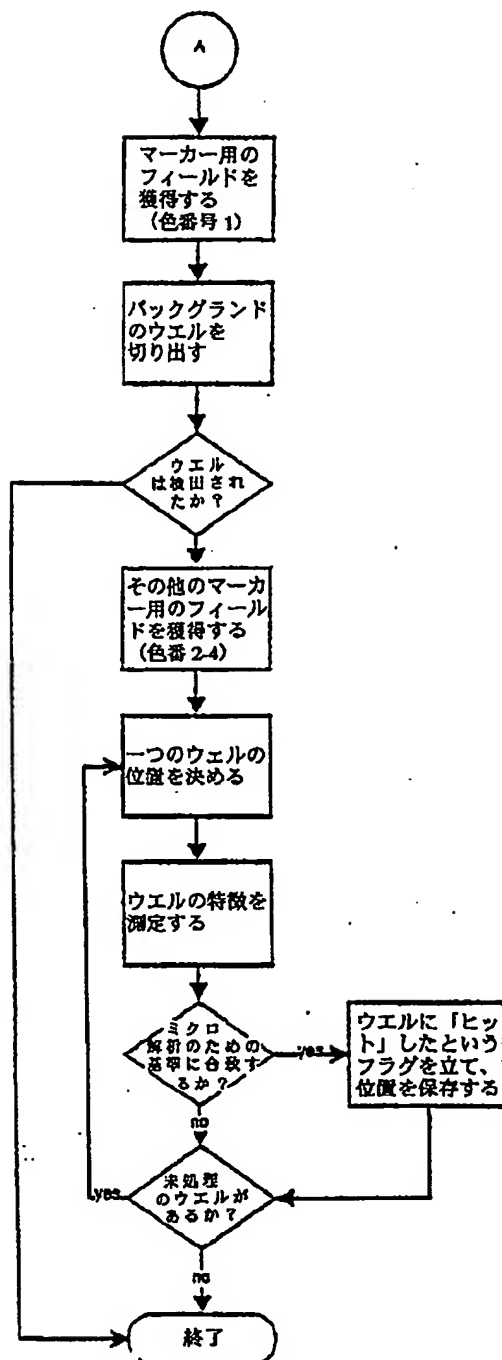 A
マーカー用の
フィールドを
獲得する
(色番号1)
バックグランド
のウエルを
切り出す
ウエル
は検出され
たか?
その他のマーカ
ー用のフィール
ドを獲得する
(色番2-4)
一つのウェルの
位置を決める
ウエルの特徴を
測定する
ミクロ
解析のための
基準に合致す
るか?
yes
ウエルに「ヒッ
ト」したという
フラグを立て、
位置を保存する
no
未処理
のウエルが
あるか?
yes
no
終了